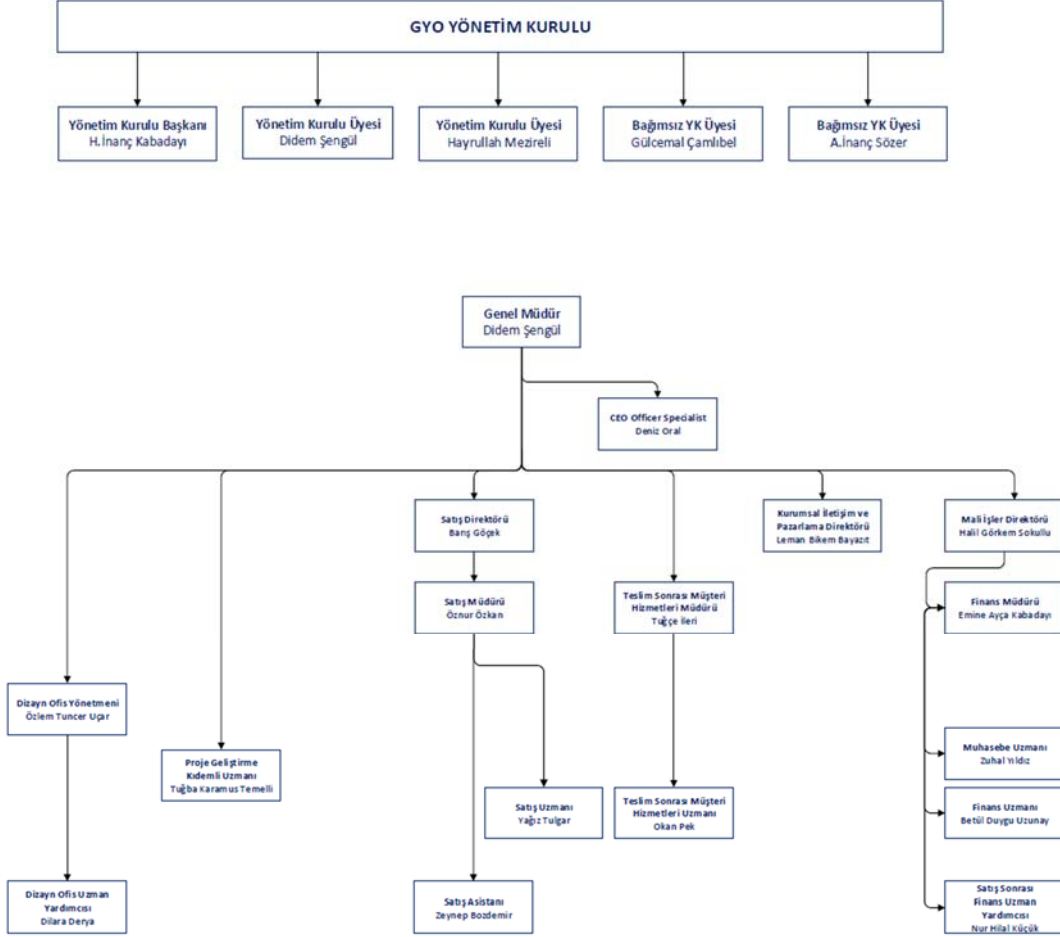 GYO YÖNETİM KURULU
Yönetim Kurulu Başkanı
H.İnanç Kabadayı
Yönetim Kurulu Üyesi
Didem Şengül
Yönetim Kurulu Üyesi
Hayrullah Mezireli
Bağımsız YK Üyesi
Gülcemal Çamlıbel
Bağımsız YK Üyesi
A.İnanç Sözer
Genel Müdür
Didem Şengül
CEO Officer Specialist
Deniz Oral
Satış Direktörü
Barış Göçek
Kurumsal İletişim ve
Pazarlama Direktörü
Leman Bikem Bayazıt
Mali İşler Direktörü
Halil Görkem Sokullu
Satış Müdürü
Öznur Özkan
Teslim Sonrası Müşteri
Hizmetleri Müdürü
Tuğçe İleri
Finans Müdürü
Emine Ayça Kabadayı
Dizayn Ofis Yönetmeni
Özlem Tuncer Uçar
Proje Geliştirme
Kıdemli Uzmanı
Tuğba Karamus Temelli
Muhasebe Uzmanı
Zuhal Yıldız
Satış Uzmanı
Yağız Tulgar
Teslim Sonrası Müşteri
Hizmetleri Uzmanı
Okan Pek
Finans Uzmanı
Betül Duygu Uzunay
Dizayn Ofis Uzman
Yardımcısı
Dilara Derya
Satış Asistanı
Zeynep Bozdemir
Satış Sonrası
Finans Uzman
Yardımcısı
Nur Hilal Küçük